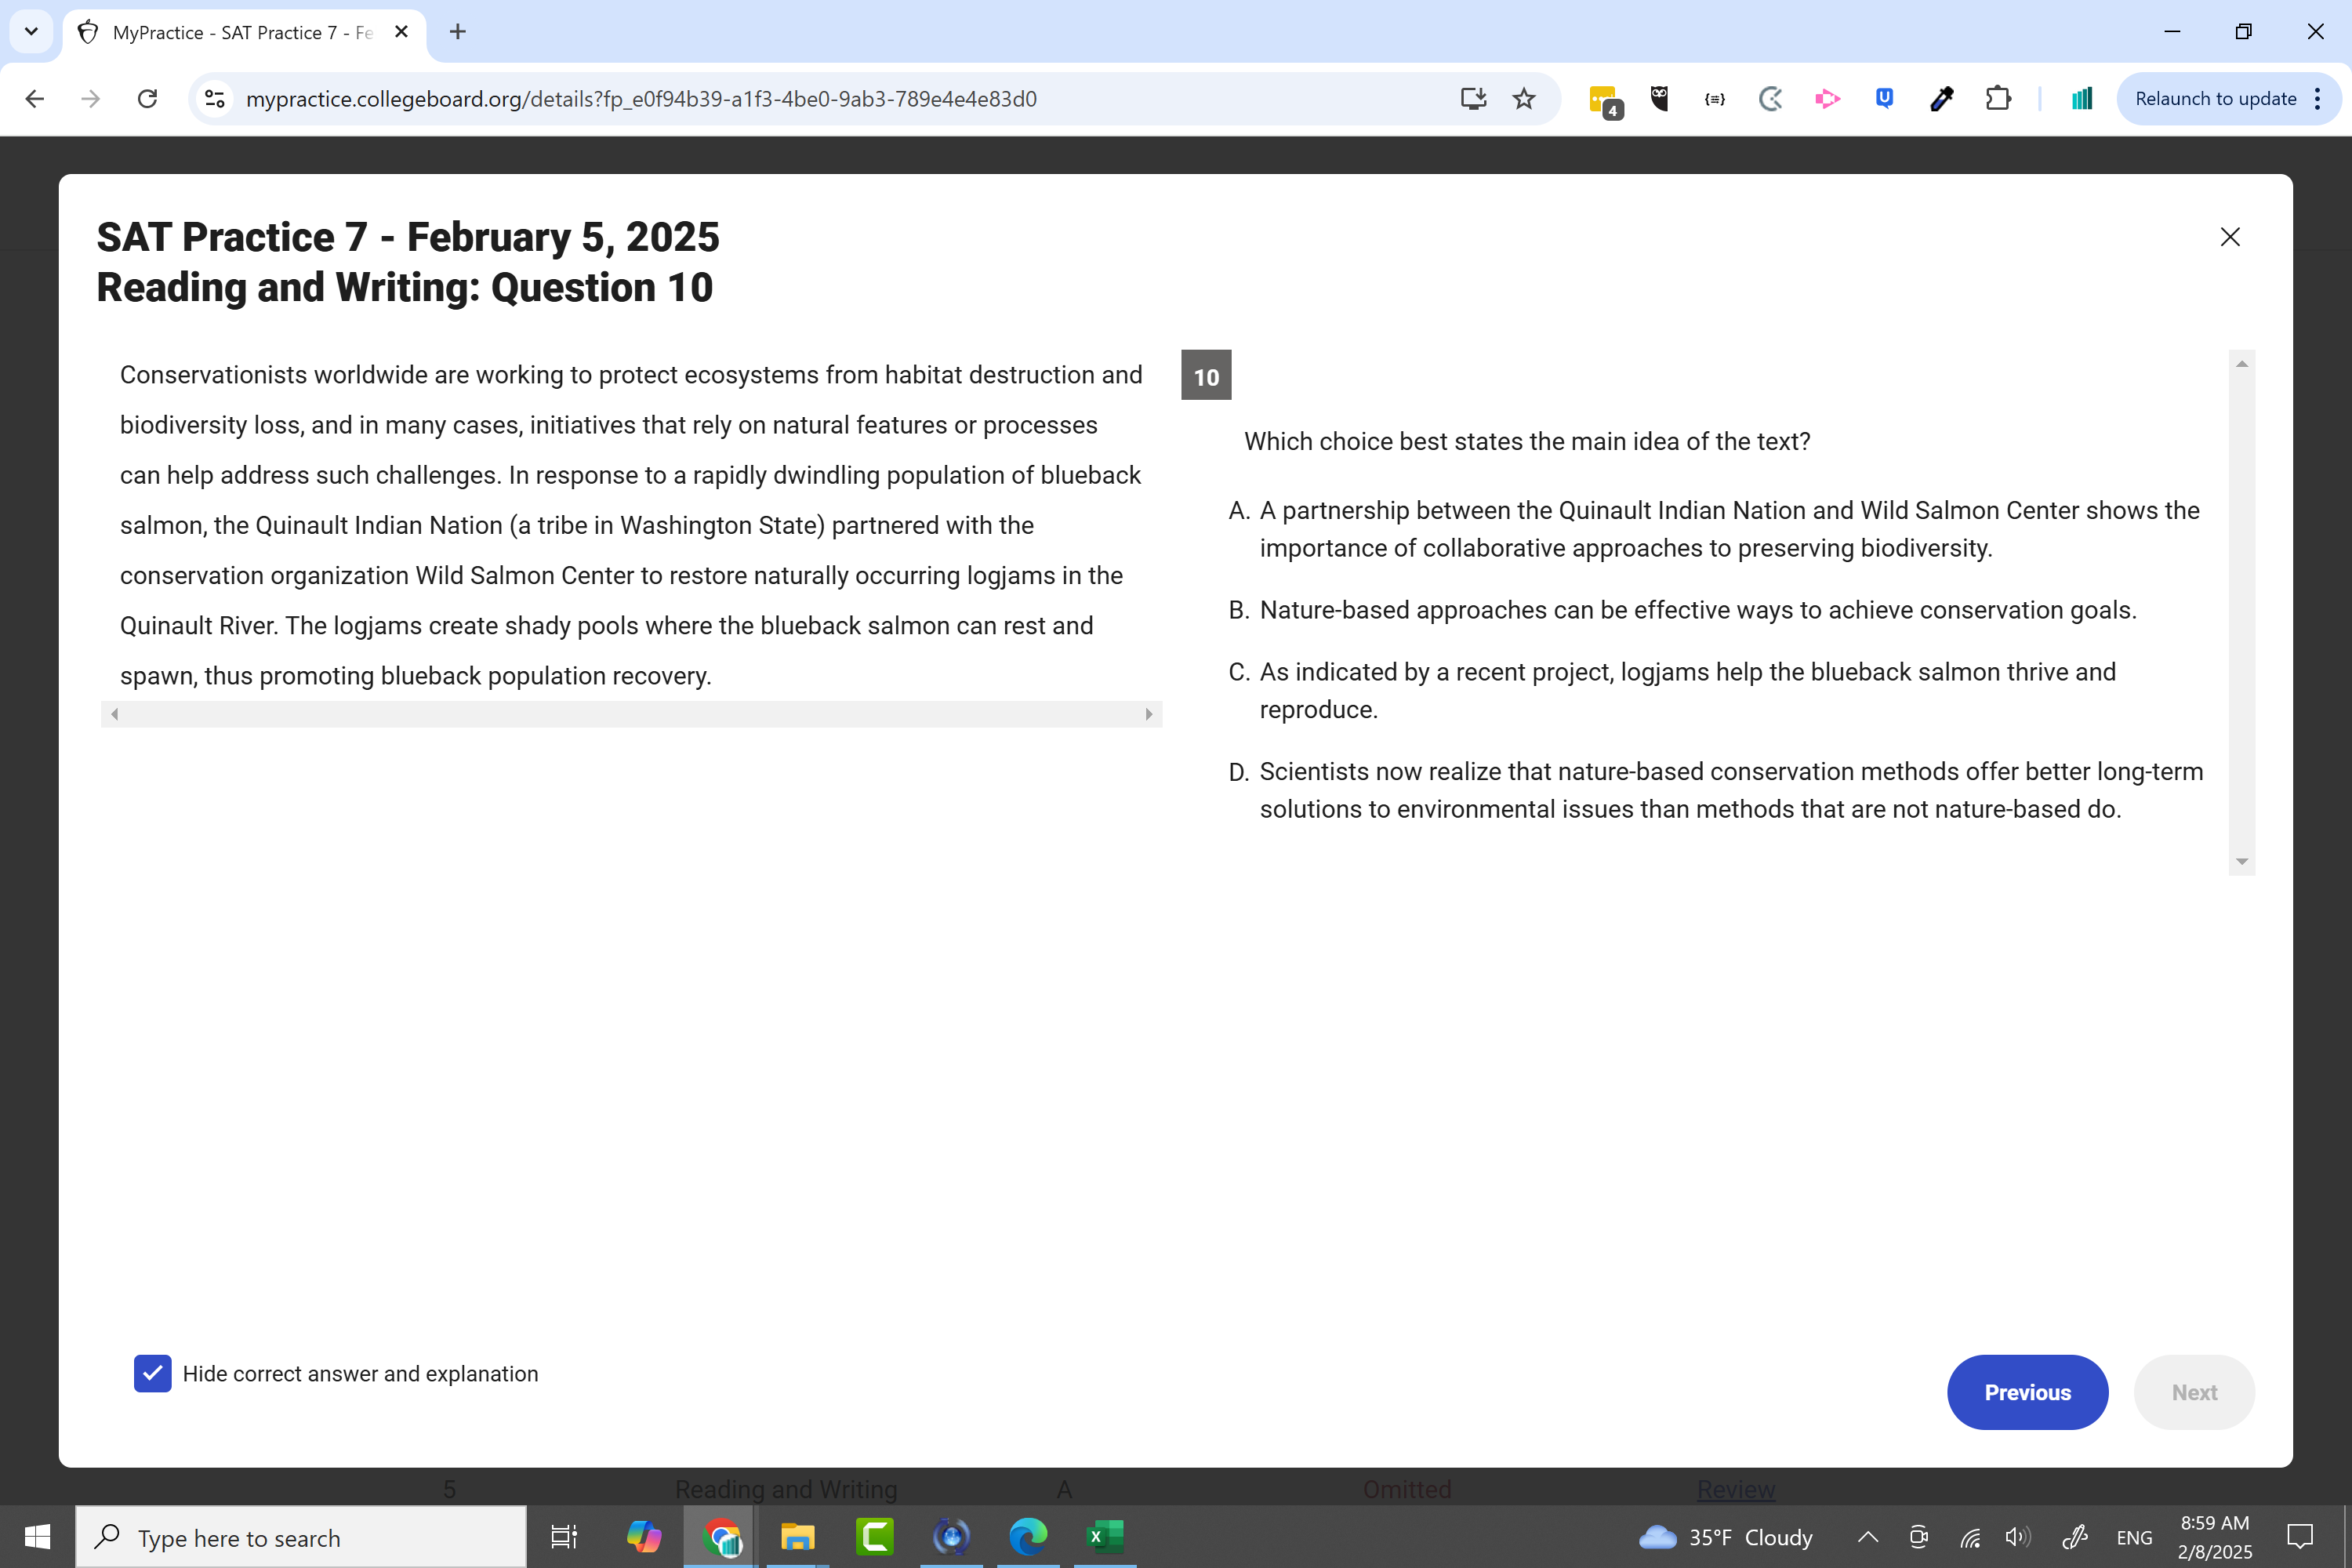 MyPractice - SAT Practice 7 - Fe
mypractice.collegeboard.org/details?fp_e0f94b39-a1f3-4be0-9ab3-789e4e4e83d0
4
Relaunch to update
SAT Practice 7 - February 5, 2025
Reading and Writing: Question 10
Conservationists worldwide are working to protect ecosystems from habitat destruction and
biodiversity loss, and in many cases, initiatives that rely on natural features or processes
can help address such challenges. In response to a rapidly dwindling population of blueback
salmon, the Quinault Indian Nation (a tribe in Washington State) partnered with the
conservation organization Wild Salmon Center to restore naturally occurring logjams in the
Quinault River. The logjams create shady pools where the blueback salmon can rest and
spawn, thus promoting blueback population recovery.
10
Which choice best states the main idea of the text?
A. A partnership between the Quinault Indian Nation and Wild Salmon Center shows the
importance of collaborative approaches to preserving biodiversity.
B. Nature-based approaches can be effective ways to achieve conservation goals.
C. As indicated by a recent project, logjams help the blueback salmon thrive and
reproduce.
D. Scientists now realize that nature-based conservation methods offer better long-term
solutions to environmental issues than methods that are not nature-based do.
Hide correct answer and explanation
Previous
Next
5 Reading and Writing A Omitted Review
Type here to search
35°F Cloudy
ENG
8:59 AM
2/8/2025